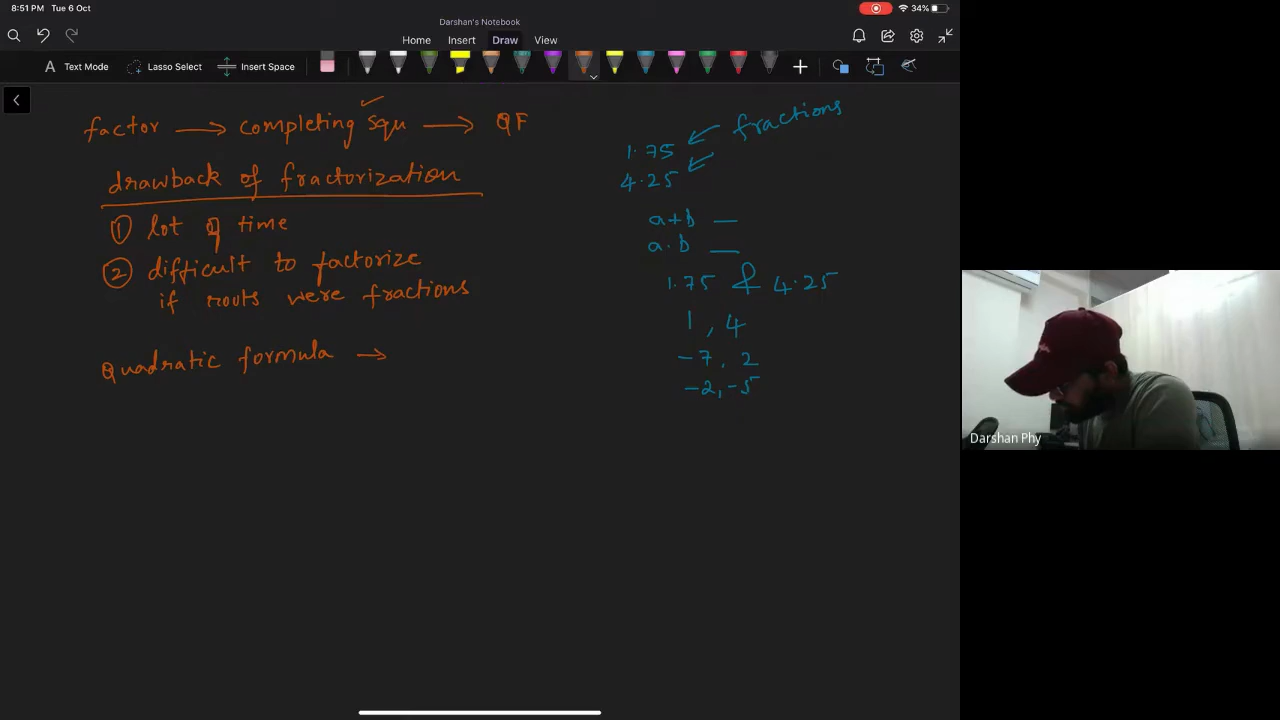 8:51 PM Tue 6 Oct
34%
Darshan's Notebook
Home Insert Draw View
Text Mode Lasso Select Insert Space
factor → completing squ → QF
drawback of fractorization
① lot of time
② difficult to factorize
if roots were fractions
Quadratic formula →
fractions
1.75
4.25
a+b —
a.b —
1.75 & 4.25
1, 4
-7, 2
-2, -5
Darshan Phy